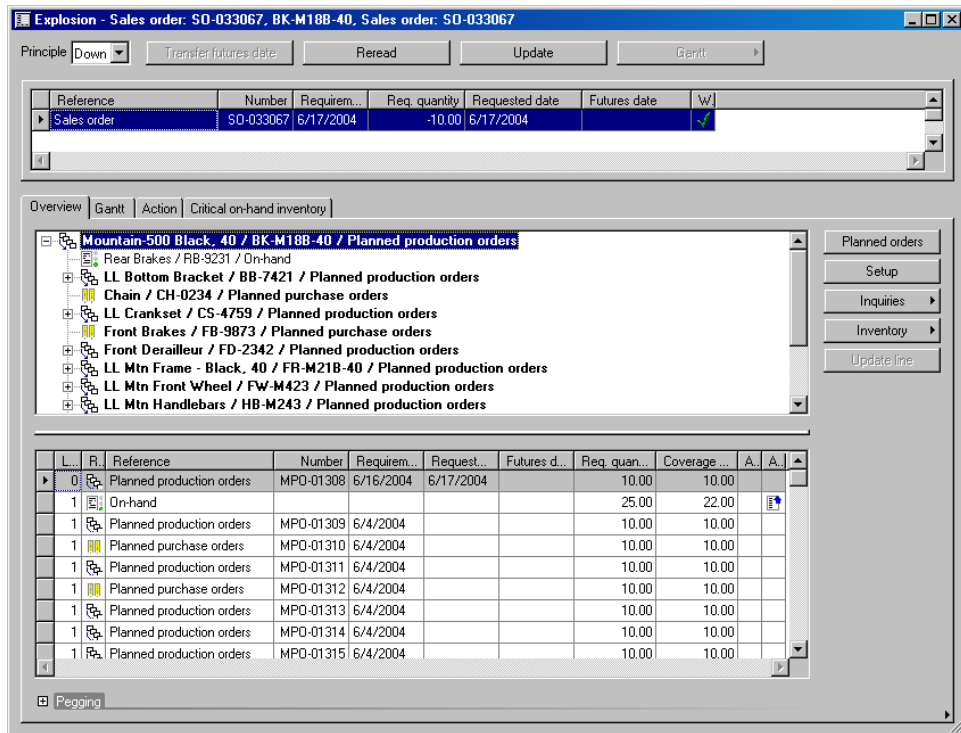 Explosion - Sales order: SO-033067, BK-M18B-40, Sales order: SO-033067
Principle Down Transfer futures date Reread Update Gantt
Reference Number Requirem... Req. quantity Requested date Futures date W.
Sales order SO-033067 6/17/2004 -10.00 6/17/2004
Overview Gantt Action Critical on-hand inventory
Mountain-500 Black, 40 / BK-M18B-40 / Planned production orders
Rear Brakes / RB-9231 / On-hand
LL Bottom Bracket / BB-7421 / Planned production orders
Chain / CH-0234 / Planned purchase orders
LL Crankset / CS-4759 / Planned production orders
Front Brakes / FB-9873 / Planned purchase orders
Front Derailleur / FD-2342 / Planned production orders
LL Mtn Frame - Black, 40 / FR-M21B-40 / Planned production orders
LL Mtn Front Wheel / FW-M423 / Planned production orders
LL Mtn Handlebars / HB-M243 / Planned production orders
Planned orders
Setup
Inquiries
Inventory
Update line
L... R.. Reference Number Requirem... Request... Futures d... Req. quan... Coverage ... A.. A..
0 Planned production orders MPO-01308 6/16/2004 6/17/2004 10.00 10.00
1 On-hand 25.00 22.00
1 Planned production orders MPO-01309 6/4/2004 10.00 10.00
1 Planned purchase orders MPO-01310 6/4/2004 10.00 10.00
1 Planned production orders MPO-01311 6/4/2004 10.00 10.00
1 Planned purchase orders MPO-01312 6/4/2004 10.00 10.00
1 Planned production orders MPO-01313 6/4/2004 10.00 10.00
1 Planned production orders MPO-01314 6/4/2004 10.00 10.00
1 Planned production orders MPO-01315 6/4/2004 10.00 10.00
Pegging